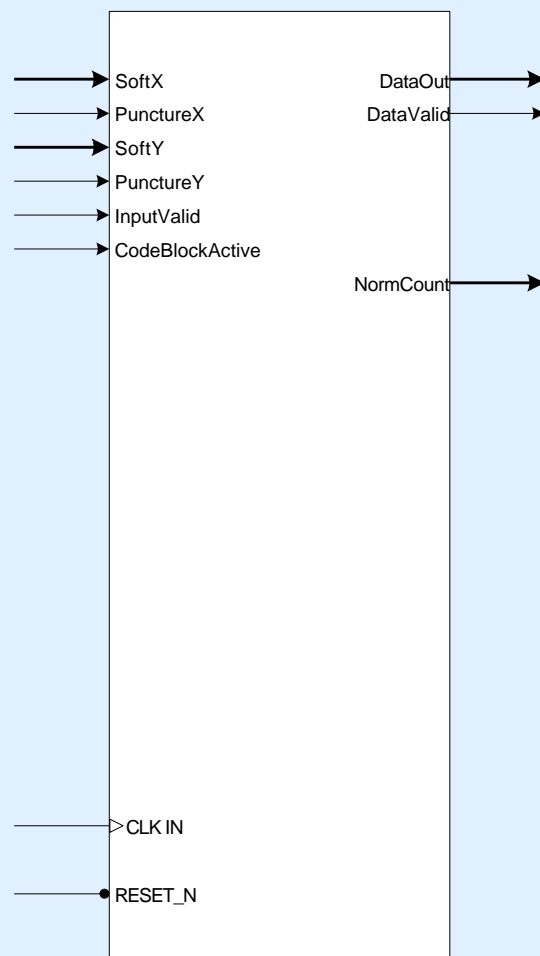 SoftX
DataOut
PunctureX
DataValid
SoftY
PunctureY
InputValid
CodeBlockActive
NormCount
CLK IN
RESET_N